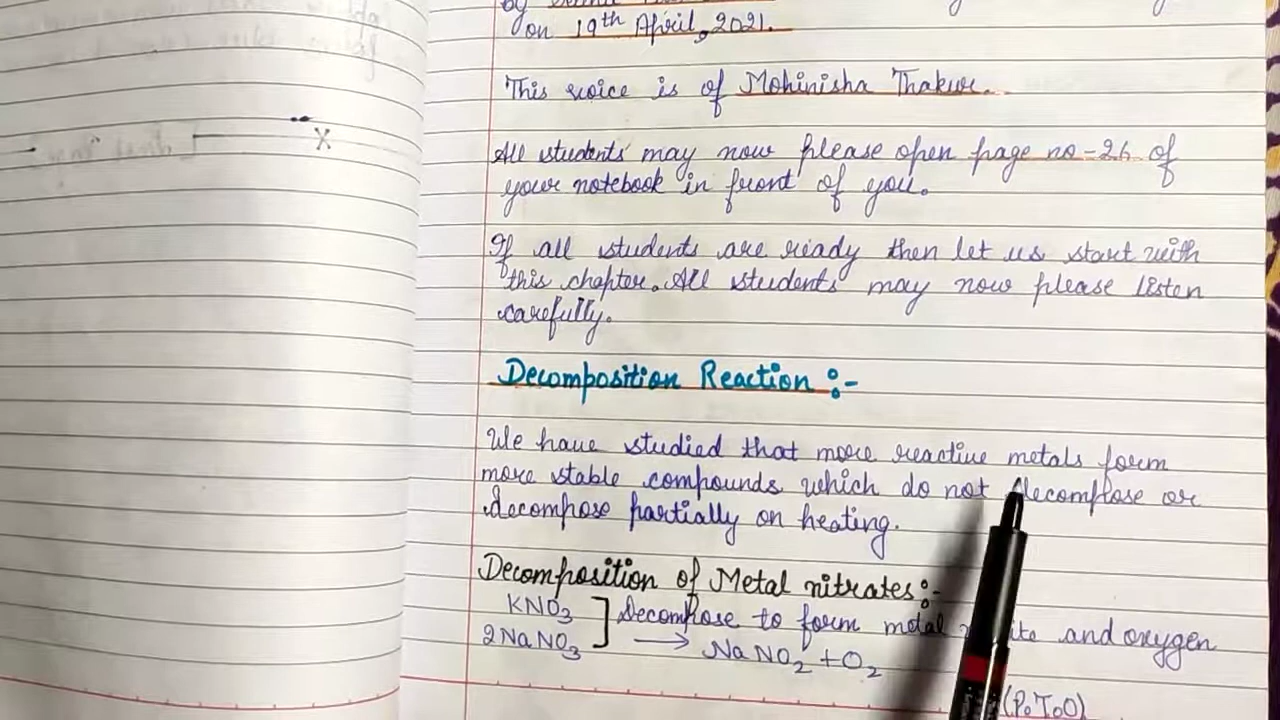 by
on 19th April, 2021.
This voice is of Mohinisha Thakur.
All students may now please open page no-26 of
your notebook in front of you.
If all students are ready then let us start with
this chapter. All students may now please listen
carefully.
Decomposition Reaction :-
We have studied that more reactive metals form
more stable compounds which do not decompose or
decompose partially on heating.
Decomposition of Metal nitrates:-
KNO3 ] Decompose to form metal and oxygen
2NaNO3 ] → NaNO2 + O2
(P.T.O)
X